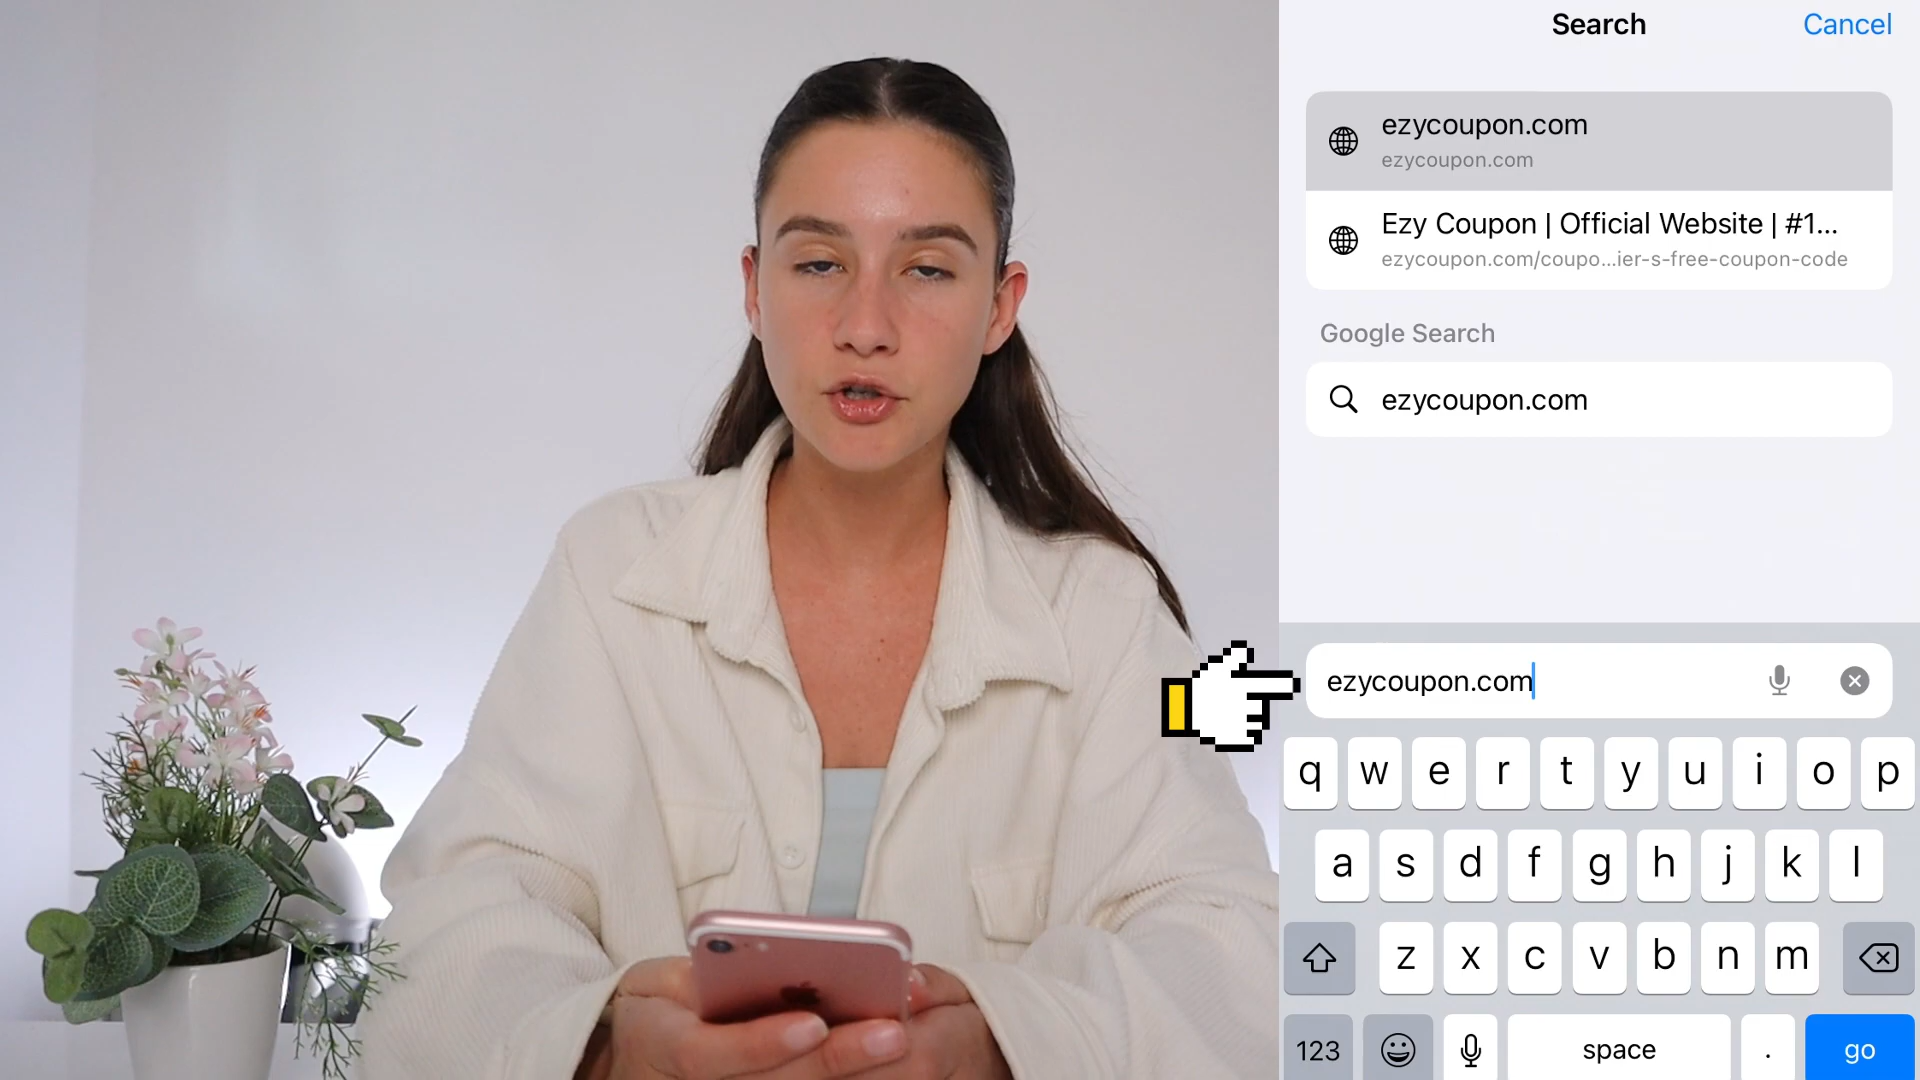 Search
Cancel
ezycoupon.com
ezycoupon.com
Ezy Coupon | Official Website | #1...
ezycoupon.com/coupo...ier-s-free-coupon-code
Google Search
ezycoupon.com
ezycoupon.com
q w e r t y u i o p
a s d f g h j k l
z x c v b n m
123 space . go